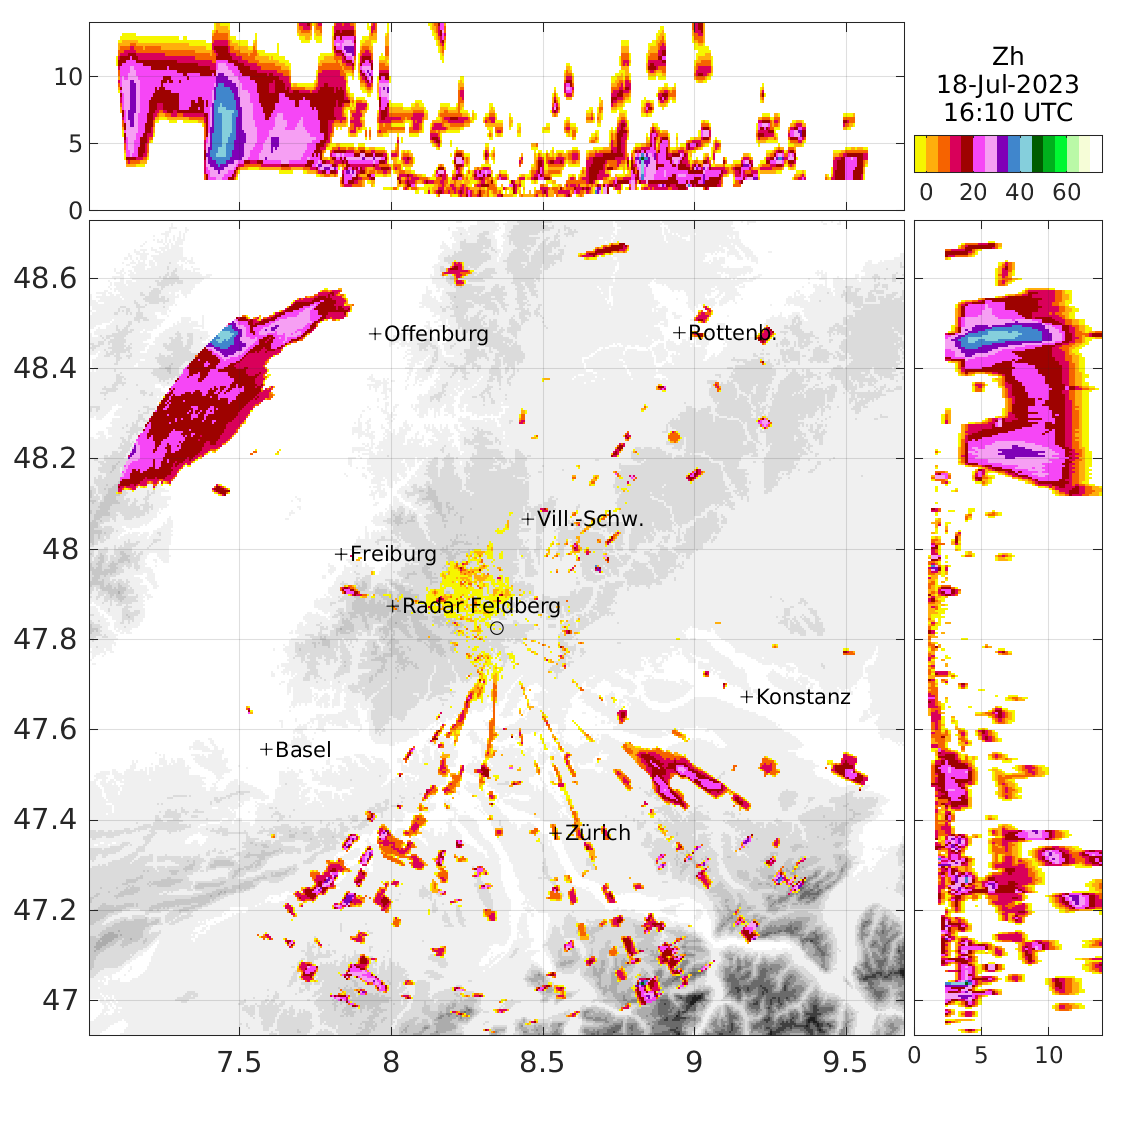 10
5
0
Zh
18-Jul-2023
16:10 UTC
0 20 40 60
48.6
48.4
48.2
48
47.8
47.6
47.4
47.2
47
+Offenburg
+Rottenb.
+Vill.-Schw.
+Freiburg
+Radar Feldberg
+Konstanz
+Basel
+Zürich
7.5 8 8.5 9 9.5
0 5 10